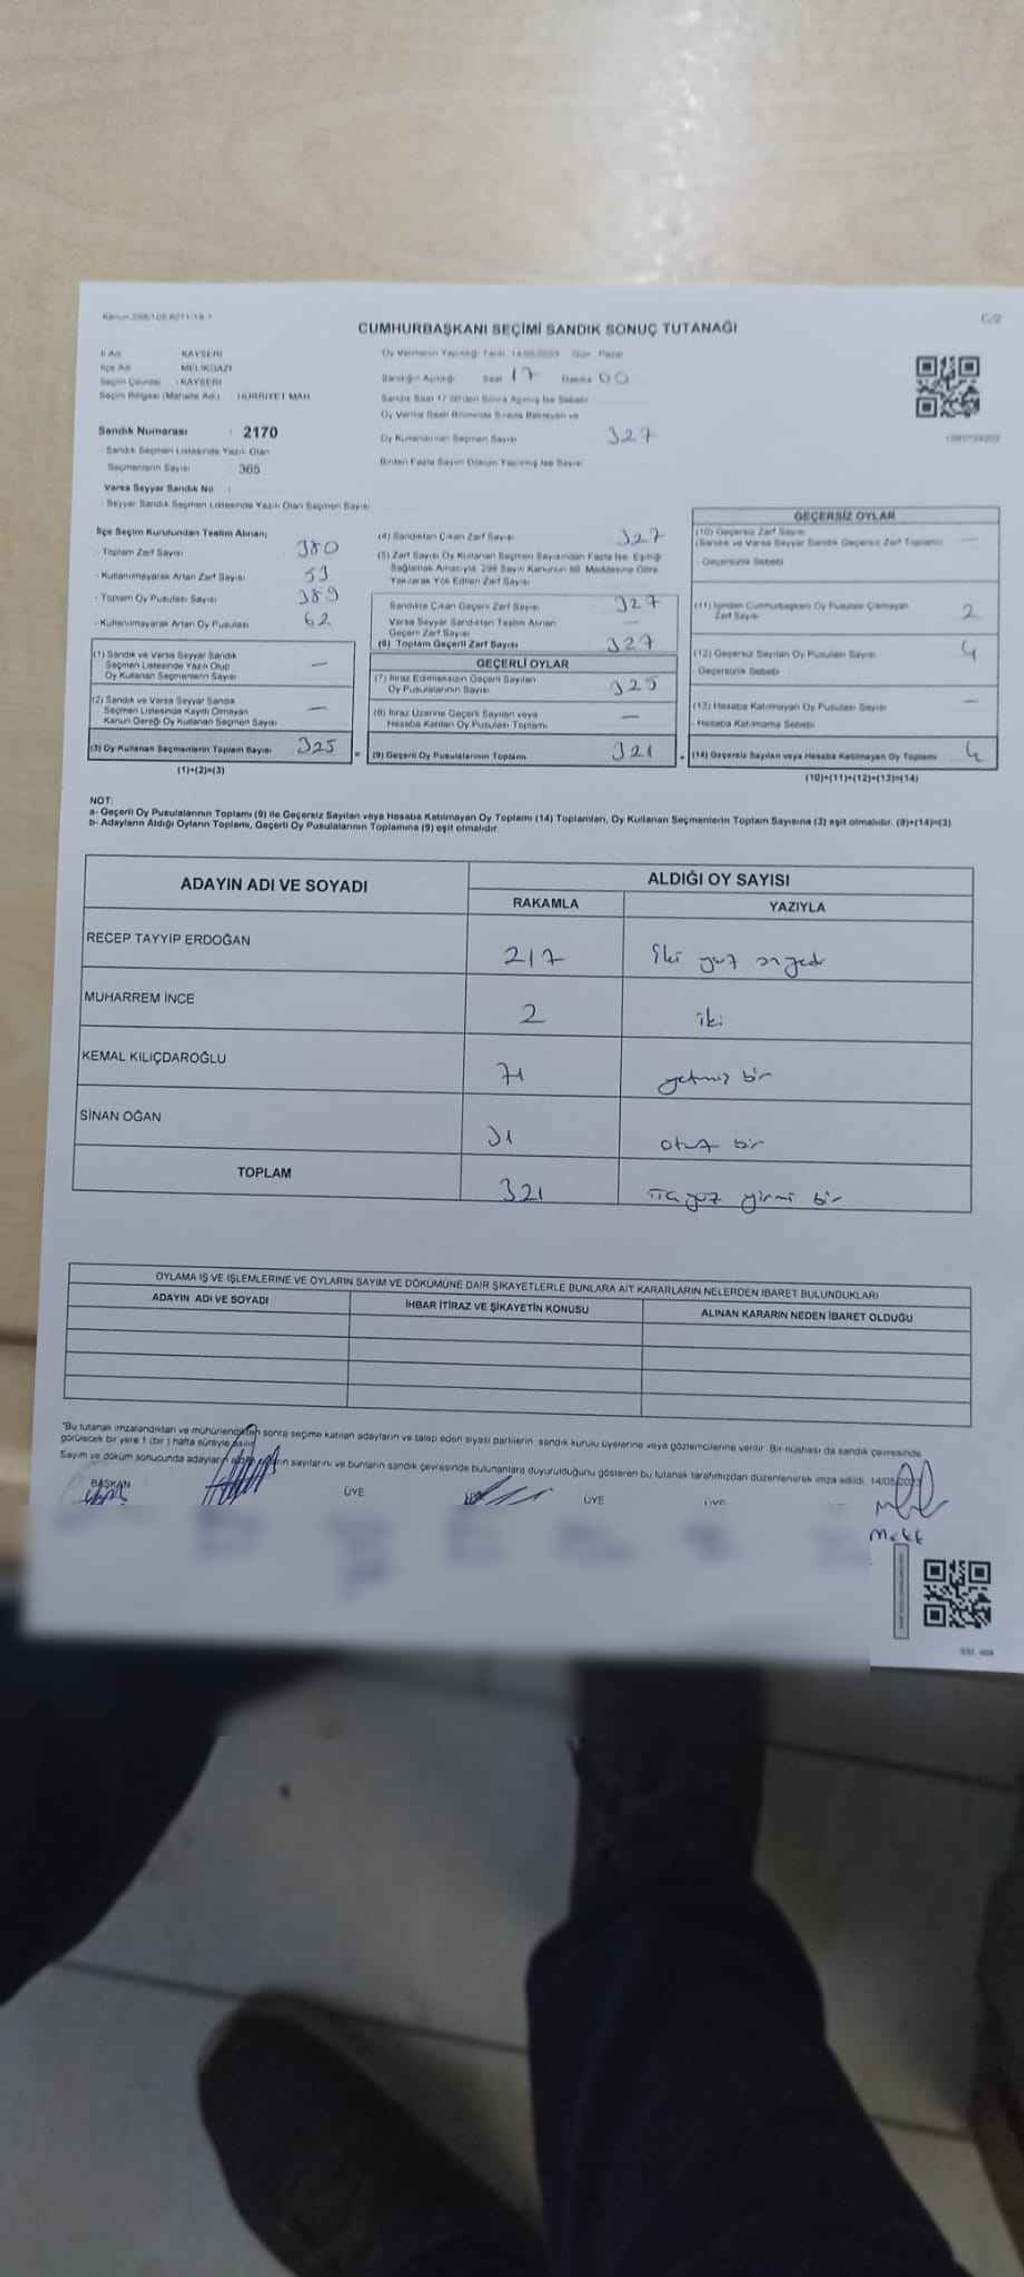 Kanun 298/105 A011/18.1
C/2
CUMHURBAŞKANI SEÇİMİ SANDIK SONUÇ TUTANAĞI
İl Adı KAYSERİ
İlçe Adı MELİKGAZİ
Seçim Çevresi : KAYSERİ
Seçim Bölgesi (Mahalle Adı) HÜRRİYET MAH
Sandık Numarası : 2170
- Sandık Seçmen Listesinde Yazılı Olan
Seçmenlerin Sayısı 365
Varsa Seyyar Sandık No :
- Seyyar Sandık Seçmen Listesinde Yazılı Olan Seçmen Sayısı
Oy Vermenin Yapıldığı Tarih 14/05/2023 Gün Pazar
Sandığın Açıldığı Saat 17 Dakika 00
Sandık Saat 17'den Sonra Açılmış İse Sebebi
Oy Verme Saati Bitiminde Sırada Bekleyen ve
Oy Kullandırılan Seçmen Sayısı 327
Birden Fazla Sayım Döküm Yapılmış İse Sayısı
İlçe Seçim Kurulundan Teslim Alınan;
- Toplam Zarf Sayısı 380
- Kullanılmayarak Artan Zarf Sayısı 53
- Toplam Oy Pusulası Sayısı 389
- Kullanılmayarak Artan Oy Pusulası 62
(1) Sandık ve Varsa Seyyar Sandık
Seçmen Listesinde Yazılı Olup
Oy Kullanan Seçmenlerin Sayısı —
(2) Sandık ve Varsa Seyyar Sandık
Seçmen Listesinde Kayıtlı Olmayan
Kanun Gereği Oy Kullanan Seçmen Sayısı —
(3) Oy Kullanan Seçmenlerin Toplam Sayısı 325
(1)+(2)=(3)
(4) Sandıktan Çıkan Zarf Sayısı 327
(5) Zarf Sayısı Oy Kullanan Seçmen Sayısından Fazla İse, Eşitliği
Sağlamak Amacıyla 298 Sayılı Kanunun 98. Maddesine Göre
Yakılarak Yok Edilen Zarf Sayısı
Sandıkta Çıkan Geçerli Zarf Sayısı 327
Varsa Seyyar Sandıktan Teslim Alınan
Geçerli Zarf Sayısı —
(6) Toplam Geçerli Zarf Sayısı 327
GEÇERLİ OYLAR
(7) İtiraz Edilmeksizin Geçerli Sayılan
Oy Pusulalarının Sayısı 325
(8) İtiraz Üzerine Geçerli Sayılan veya
Hesaba Katılan Oy Pusulası Toplamı —
= (9) Geçerli Oy Pusulalarının Toplamı 321
GEÇERSİZ OYLAR
(10) Geçersiz Zarf Sayısı
(Sandık ve Varsa Seyyar Sandık Geçersiz Zarf Toplamı) —
- Geçersizlik Sebebi
(11) İçinden Cumhurbaşkanı Oy Pusulası Çıkmayan
Zarf Sayısı 2
(12) Geçersiz Sayılan Oy Pusulası Sayısı 4
- Geçersizlik Sebebi
(13) Hesaba Katılmayan Oy Pusulası Sayısı —
- Hesaba Katılmama Sebebi
+ (14) Geçersiz Sayılan veya Hesaba Katılmayan Oy Toplamı 4
(10)+(11)+(12)+(13)=(14)
NOT:
a- Geçerli Oy Pusulalarının Toplamı (9) ile Geçersiz Sayılan veya Hesaba Katılmayan Oy Toplamı (14) Toplamları, Oy Kullanan Seçmenlerin Toplam Sayısına (3) eşit olmalıdır. (9)+(14)=(3)
b- Adayların Aldığı Oyların Toplamı, Geçerli Oy Pusulalarının Toplamına (9) eşit olmalıdır.
ADAYIN ADI VE SOYADI
ALDIĞI OY SAYISI
RAKAMLA YAZIYLA
RECEP TAYYİP ERDOĞAN 217 iki yüz onyedi
MUHARREM İNCE 2 iki
KEMAL KILIÇDAROĞLU 71 yetmiş bir
SİNAN OĞAN 31 otuz bir
TOPLAM 321 üçyüz yirmi bir
OYLAMA İŞ VE İŞLEMLERİNE VE OYLARIN SAYIM VE DÖKÜMÜNE DAİR ŞİKAYETLERLE BUNLARA AİT KARARLARIN NELERDEN İBARET BULUNDUKLARI
ADAYIN ADI VE SOYADI İHBAR İTİRAZ VE ŞİKAYETİN KONUSU ALINAN KARARIN NEDEN İBARET OLDUĞU
"Bu tutanak imzalandıktan ve mühürlendikten sonra seçime katılan adayların ve talep eden siyasi partilerin sandık kurulu üyelerine veya gözlemcilerine verilir. Bir nüshası da sandık çevresinde
görülecek bir yere 1 (bir) hafta süreyle asılır.
Sayım ve döküm sonucunda adayların sayılarını ve bunların sandık çevresinde bulunanlara duyurulduğunu gösteren bu tutanak tarafımızdan düzenlenerek imza edildi. 14/05/2023
BAŞKAN ÜYE ÜYE ÜYE